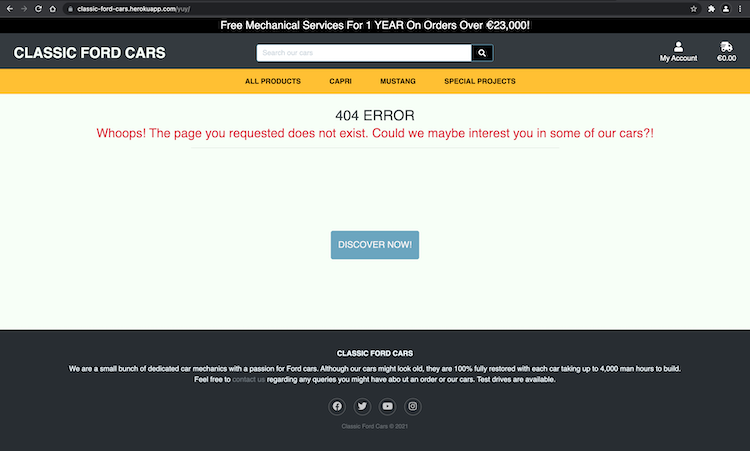 classic-ford-cars.herokuapp.com/yuy/
Free Mechanical Services For 1 YEAR On Orders Over €23,000!
CLASSIC FORD CARS
Search our cars
My Account
€0.00
ALL PRODUCTS CAPRI MUSTANG SPECIAL PROJECTS
404 ERROR
Whoops! The page you requested does not exist. Could we maybe interest you in some of our cars?!
DISCOVER NOW!
CLASSIC FORD CARS
We are a small bunch of dedicated car mechanics with a passion for Ford cars. Although our cars might look old, they are 100% fully restored with each car taking up to 4,000 man hours to build.
Feel free to contact us regarding any queries you might have abo ut an order or our cars. Test drives are available.
Classic Ford Cars © 2021